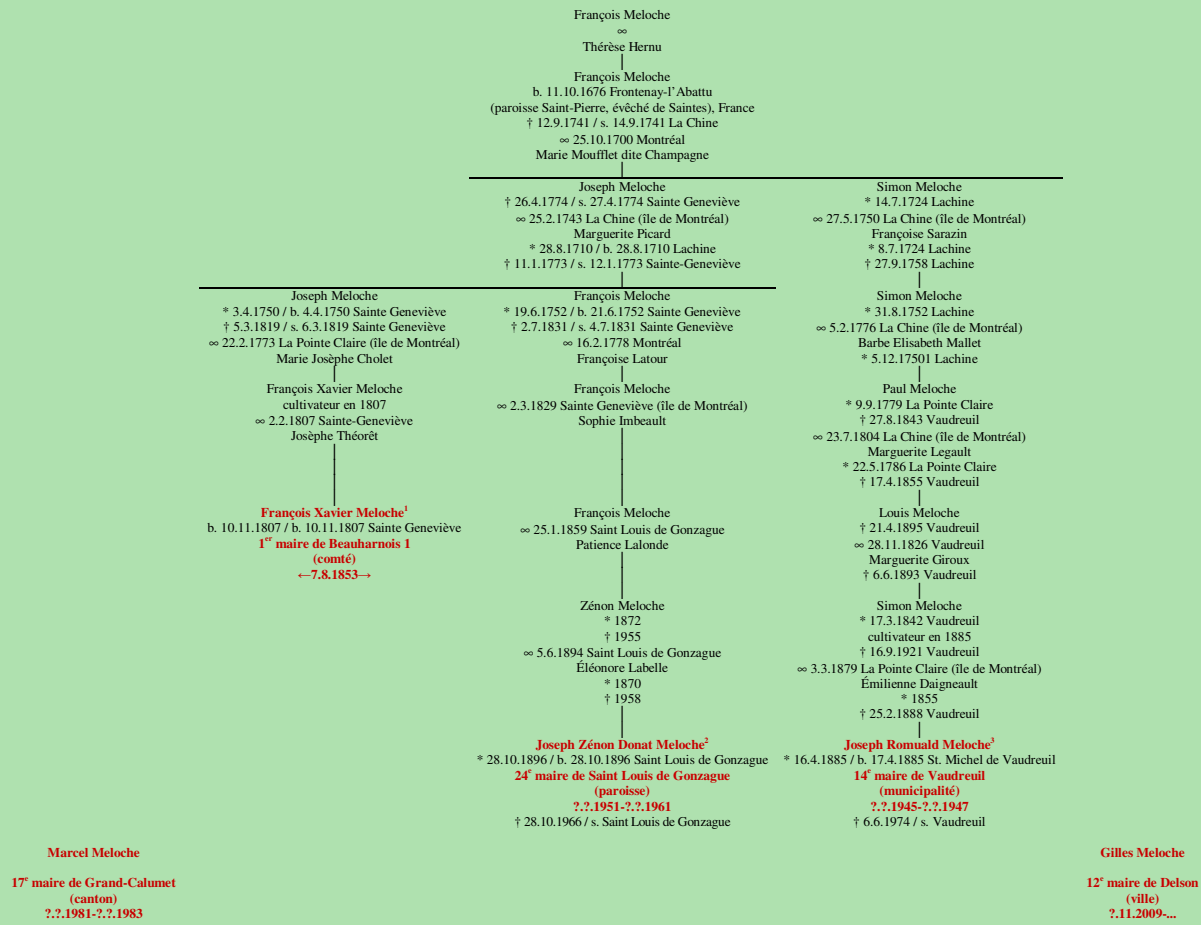 François Meloche
∞
Thérèse Hernu
François Meloche
b. 11.10.1676 Frontenay-l'Abattu
(paroisse Saint-Pierre, évêché de Saintes), France
† 12.9.1741 / s. 14.9.1741 La Chine
∞ 25.10.1700 Montréal
Marie Moufflet dite Champagne
Joseph Meloche
† 26.4.1774 / s. 27.4.1774 Sainte Geneviève
∞ 25.2.1743 La Chine (île de Montréal)
Marguerite Picard
* 28.8.1710 / b. 28.8.1710 Lachine
† 11.1.1773 / s. 12.1.1773 Sainte-Geneviève
Simon Meloche
* 14.7.1724 Lachine
∞ 27.5.1750 La Chine (île de Montréal)
Françoise Sarazin
* 8.7.1724 Lachine
† 27.9.1758 Lachine
Joseph Meloche
* 3.4.1750 / b. 4.4.1750 Sainte Geneviève
† 5.3.1819 / s. 6.3.1819 Sainte Geneviève
∞ 22.2.1773 La Pointe Claire (île de Montréal)
Marie Josèphe Cholet
François Meloche
* 19.6.1752 / b. 21.6.1752 Sainte Geneviève
† 2.7.1831 / s. 4.7.1831 Sainte Geneviève
∞ 16.2.1778 Montréal
Françoise Latour
Simon Meloche
* 31.8.1752 Lachine
∞ 5.2.1776 La Chine (île de Montréal)
Barbe Elisabeth Mallet
* 5.12.17501 Lachine
François Xavier Meloche
cultivateur en 1807
∞ 2.2.1807 Sainte-Geneviève
Josèphe Théorêt
François Meloche
∞ 2.3.1829 Sainte Geneviève (île de Montréal)
Sophie Imbeault
Paul Meloche
* 9.9.1779 La Pointe Claire
† 27.8.1843 Vaudreuil
∞ 23.7.1804 La Chine (île de Montréal)
Marguerite Legault
* 22.5.1786 La Pointe Claire
† 17.4.1855 Vaudreuil
François Xavier Meloche¹
b. 10.11.1807 / b. 10.11.1807 Sainte Geneviève
1er maire de Beauharnois 1
(comté)
←7.8.1853→
François Meloche
∞ 25.1.1859 Saint Louis de Gonzague
Patience Lalonde
Louis Meloche
† 21.4.1895 Vaudreuil
∞ 28.11.1826 Vaudreuil
Marguerite Giroux
† 6.6.1893 Vaudreuil
Zénon Meloche
* 1872
† 1955
∞ 5.6.1894 Saint Louis de Gonzague
Éléonore Labelle
* 1870
† 1958
Simon Meloche
* 17.3.1842 Vaudreuil
cultivateur en 1885
† 16.9.1921 Vaudreuil
∞ 3.3.1879 La Pointe Claire (île de Montréal)
Émilienne Daigneault
* 1855
† 25.2.1888 Vaudreuil
Joseph Zénon Donat Meloche²
* 28.10.1896 / b. 28.10.1896 Saint Louis de Gonzague
24e maire de Saint Louis de Gonzague
(paroisse)
?.?.1951-?.?.1961
† 28.10.1966 / s. Saint Louis de Gonzague
Joseph Romuald Meloche³
* 16.4.1885 / b. 17.4.1885 St. Michel de Vaudreuil
14e maire de Vaudreuil
(municipalité)
?.?.1945-?.?.1947
† 6.6.1974 / s. Vaudreuil
Marcel Meloche
17e maire de Grand-Calumet
(canton)
?.?.1981-?.?.1983
Gilles Meloche
12e maire de Delson
(ville)
?.11.2009-...